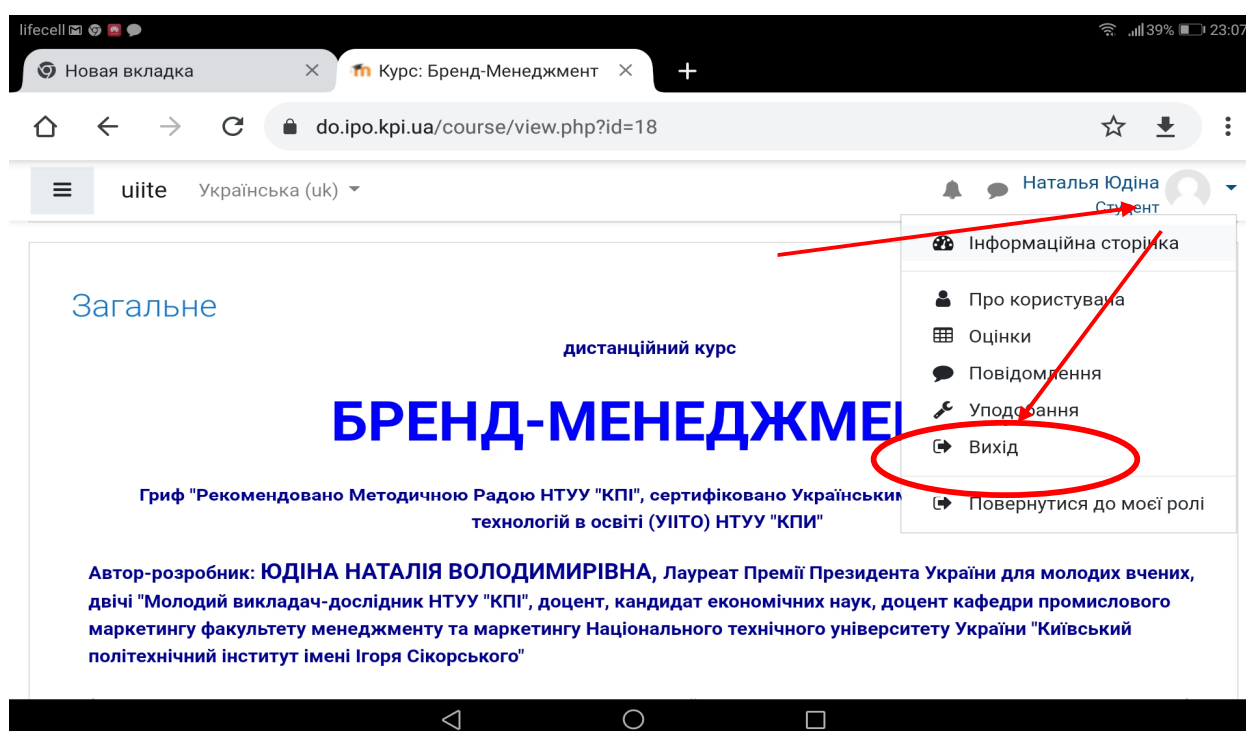 lifecell 39% 23:07
Новая вкладка Курс: Бренд-Менеджмент
do.ipo.kpi.ua/course/view.php?id=18
uiite Українська (uk) Наталья Юдіна
Студент
Інформаційна сторінка
Про користувача
Оцінки
Повідомлення
Уподобання
Вихід
Повернутися до моєї ролі
Загальне
дистанційний курс
БРЕНД-МЕНЕДЖМЕ
Гриф "Рекомендовано Методичною Радою НТУУ "КПІ", сертифіковано Українським
технологій в освіті (УІІТО) НТУУ "КПИ"
Автор-розробник: ЮДІНА НАТАЛІЯ ВОЛОДИМИРІВНА, Лауреат Премії Президента України для молодих вчених,
двічі "Молодий викладач-дослідник НТУУ "КПІ", доцент, кандидат економічних наук, доцент кафедри промислового
маркетингу факультету менеджменту та маркетингу Національного технічного університету України "Київський
політехнічний інститут імені Ігоря Сікорського"